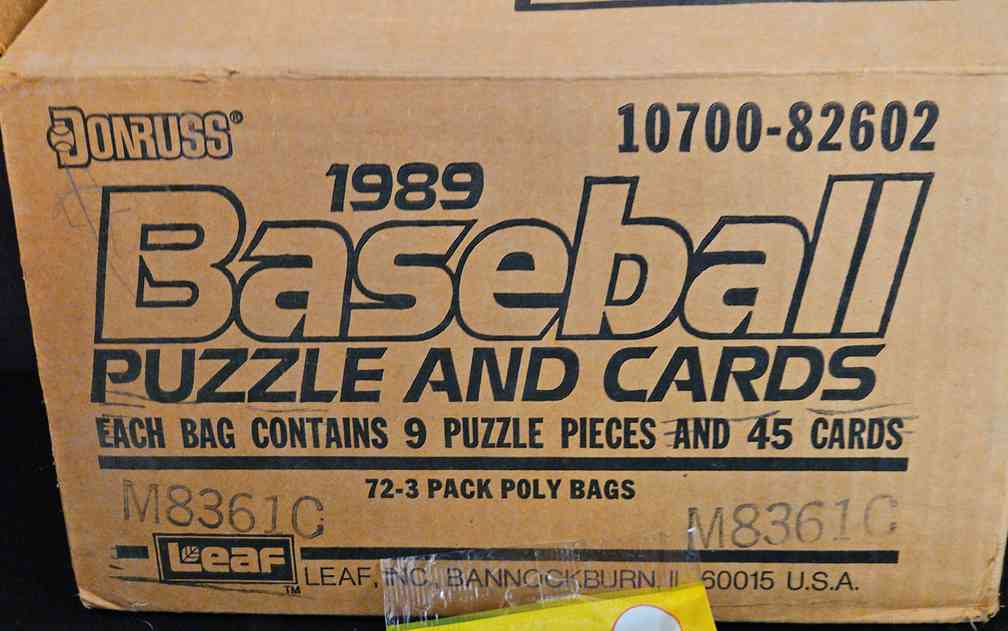 DONRUSS®
10700-82602
1989
Baseball
PUZZLE AND CARDS
EACH BAG CONTAINS 9 PUZZLE PIECES AND 45 CARDS
72-3 PACK POLY BAGS
M8361C
M8361C
Leaf TM
LEAF, INC., BANNOCKBURN, IL 60015 U.S.A.